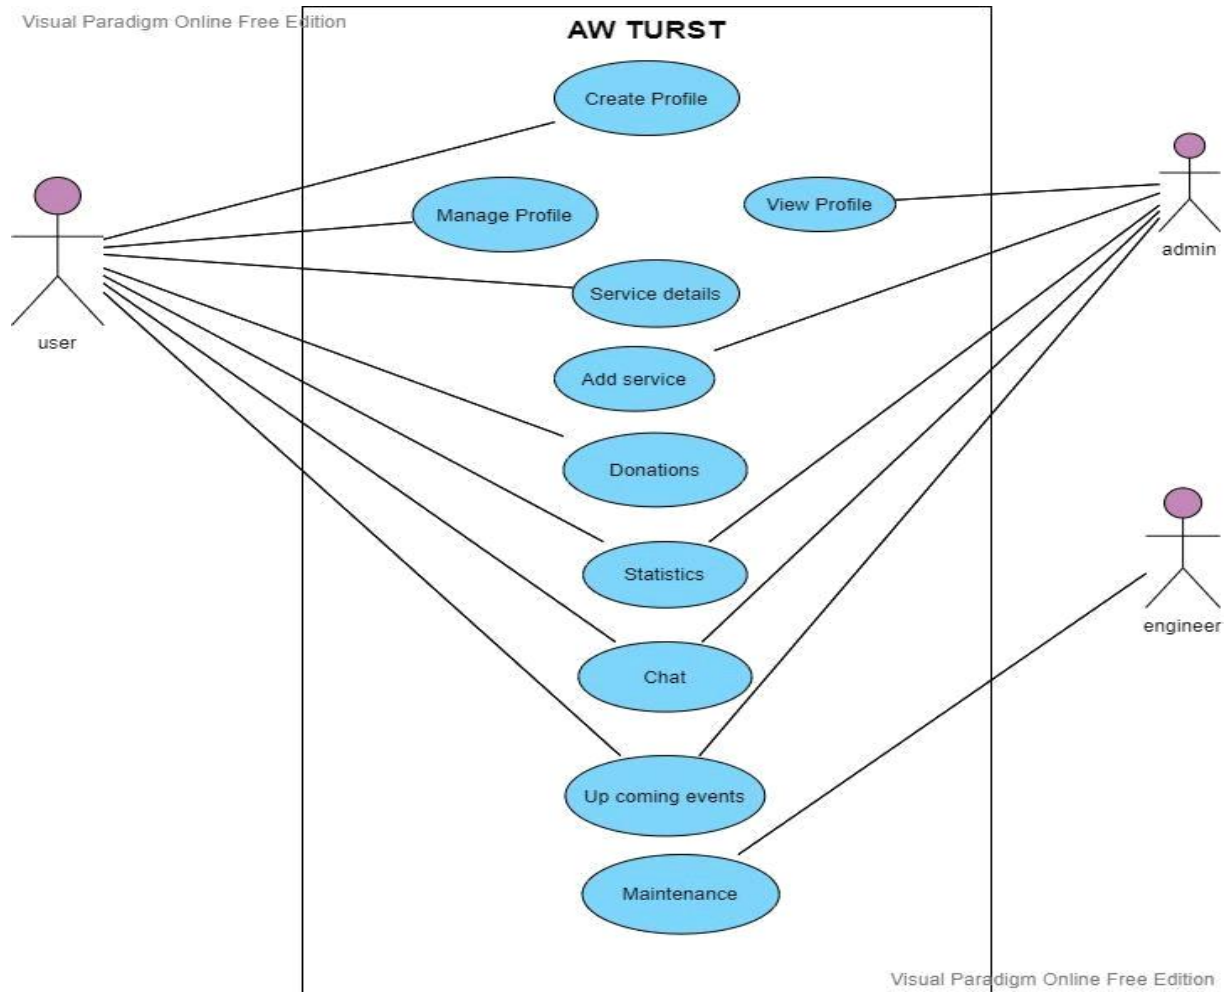 Visual Paradigm Online Free Edition
AW TURST
Create Profile
Manage Profile
View Profile
admin
Service details
user
Add service
Donations
Statistics
engineer
Chat
Up coming events
Maintenance
Visual Paradigm Online Free Edition